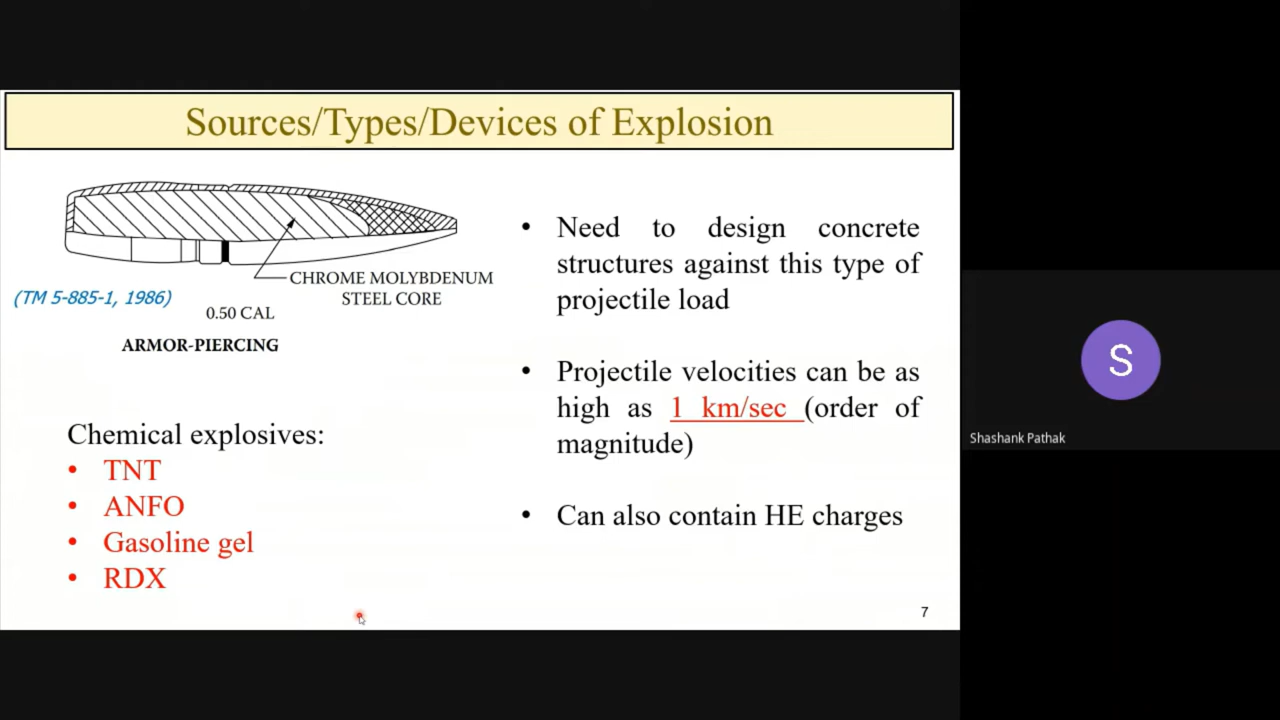 Sources/Types/Devices of Explosion
CHROME MOLYBDENUM
STEEL CORE
(TM 5-885-1, 1986)
0.50 CAL
ARMOR-PIERCING
Chemical explosives:
• TNT
• ANFO
• Gasoline gel
• RDX
• Need to design concrete
structures against this type of
projectile load
• Projectile velocities can be as
high as 1 km/sec (order of
magnitude)
• Can also contain HE charges
7
S
Shashank Pathak